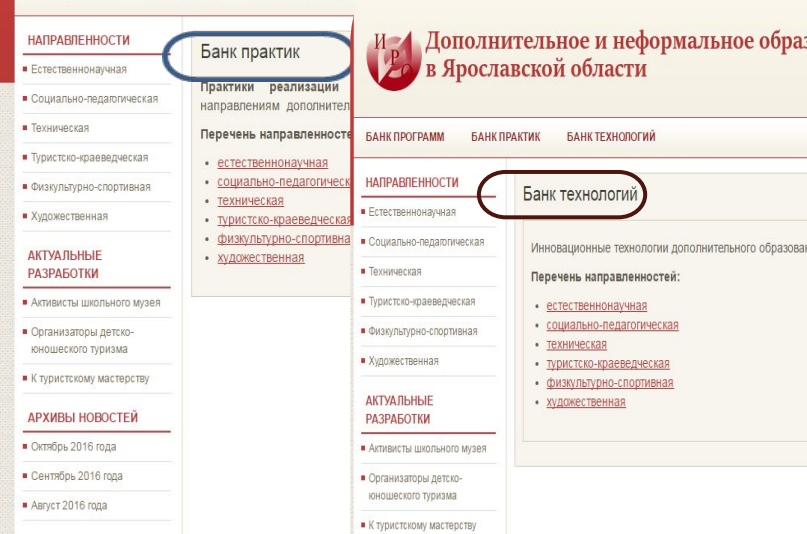 НАПРАВЛЕННОСТИ
Естественнонаучная
Социально-педагогическая
Техническая
Туристско-краеведческая
Физкультурно-спортивная
Художественная
АКТУАЛЬНЫЕ
РАЗРАБОТКИ
Активисты школьного музея
Организаторы детско-
юношеского туризма
К туристскому мастерству
АРХИВЫ НОВОСТЕЙ
Октябрь 2016 года
Сентябрь 2016 года
Август 2016 года
Банк практик
Практики реализации
направлениям дополнител
Перечень направленносте
естественнонаучная
социально-педагогическ
техническая
туристско-краеведческая
физкультурно-спортивна
художественная
ИРО
Дополнительное и неформальное образ
в Ярославской области
БАНК ПРОГРАММ БАНК ПРАКТИК БАНК ТЕХНОЛОГИЙ
НАПРАВЛЕННОСТИ
Естественнонаучная
Социально-педагогическая
Техническая
Туристско-краеведческая
Физкультурно-спортивная
Художественная
АКТУАЛЬНЫЕ
РАЗРАБОТКИ
Активисты школьного музея
Организаторы детско-
юношеского туризма
К туристскому мастерству
Банк технологий
Инновационные технологии дополнительного образован
Перечень направленностей:
естественнонаучная
социально-педагогическая
техническая
туристско-краеведческая
физкультурно-спортивная
художественная